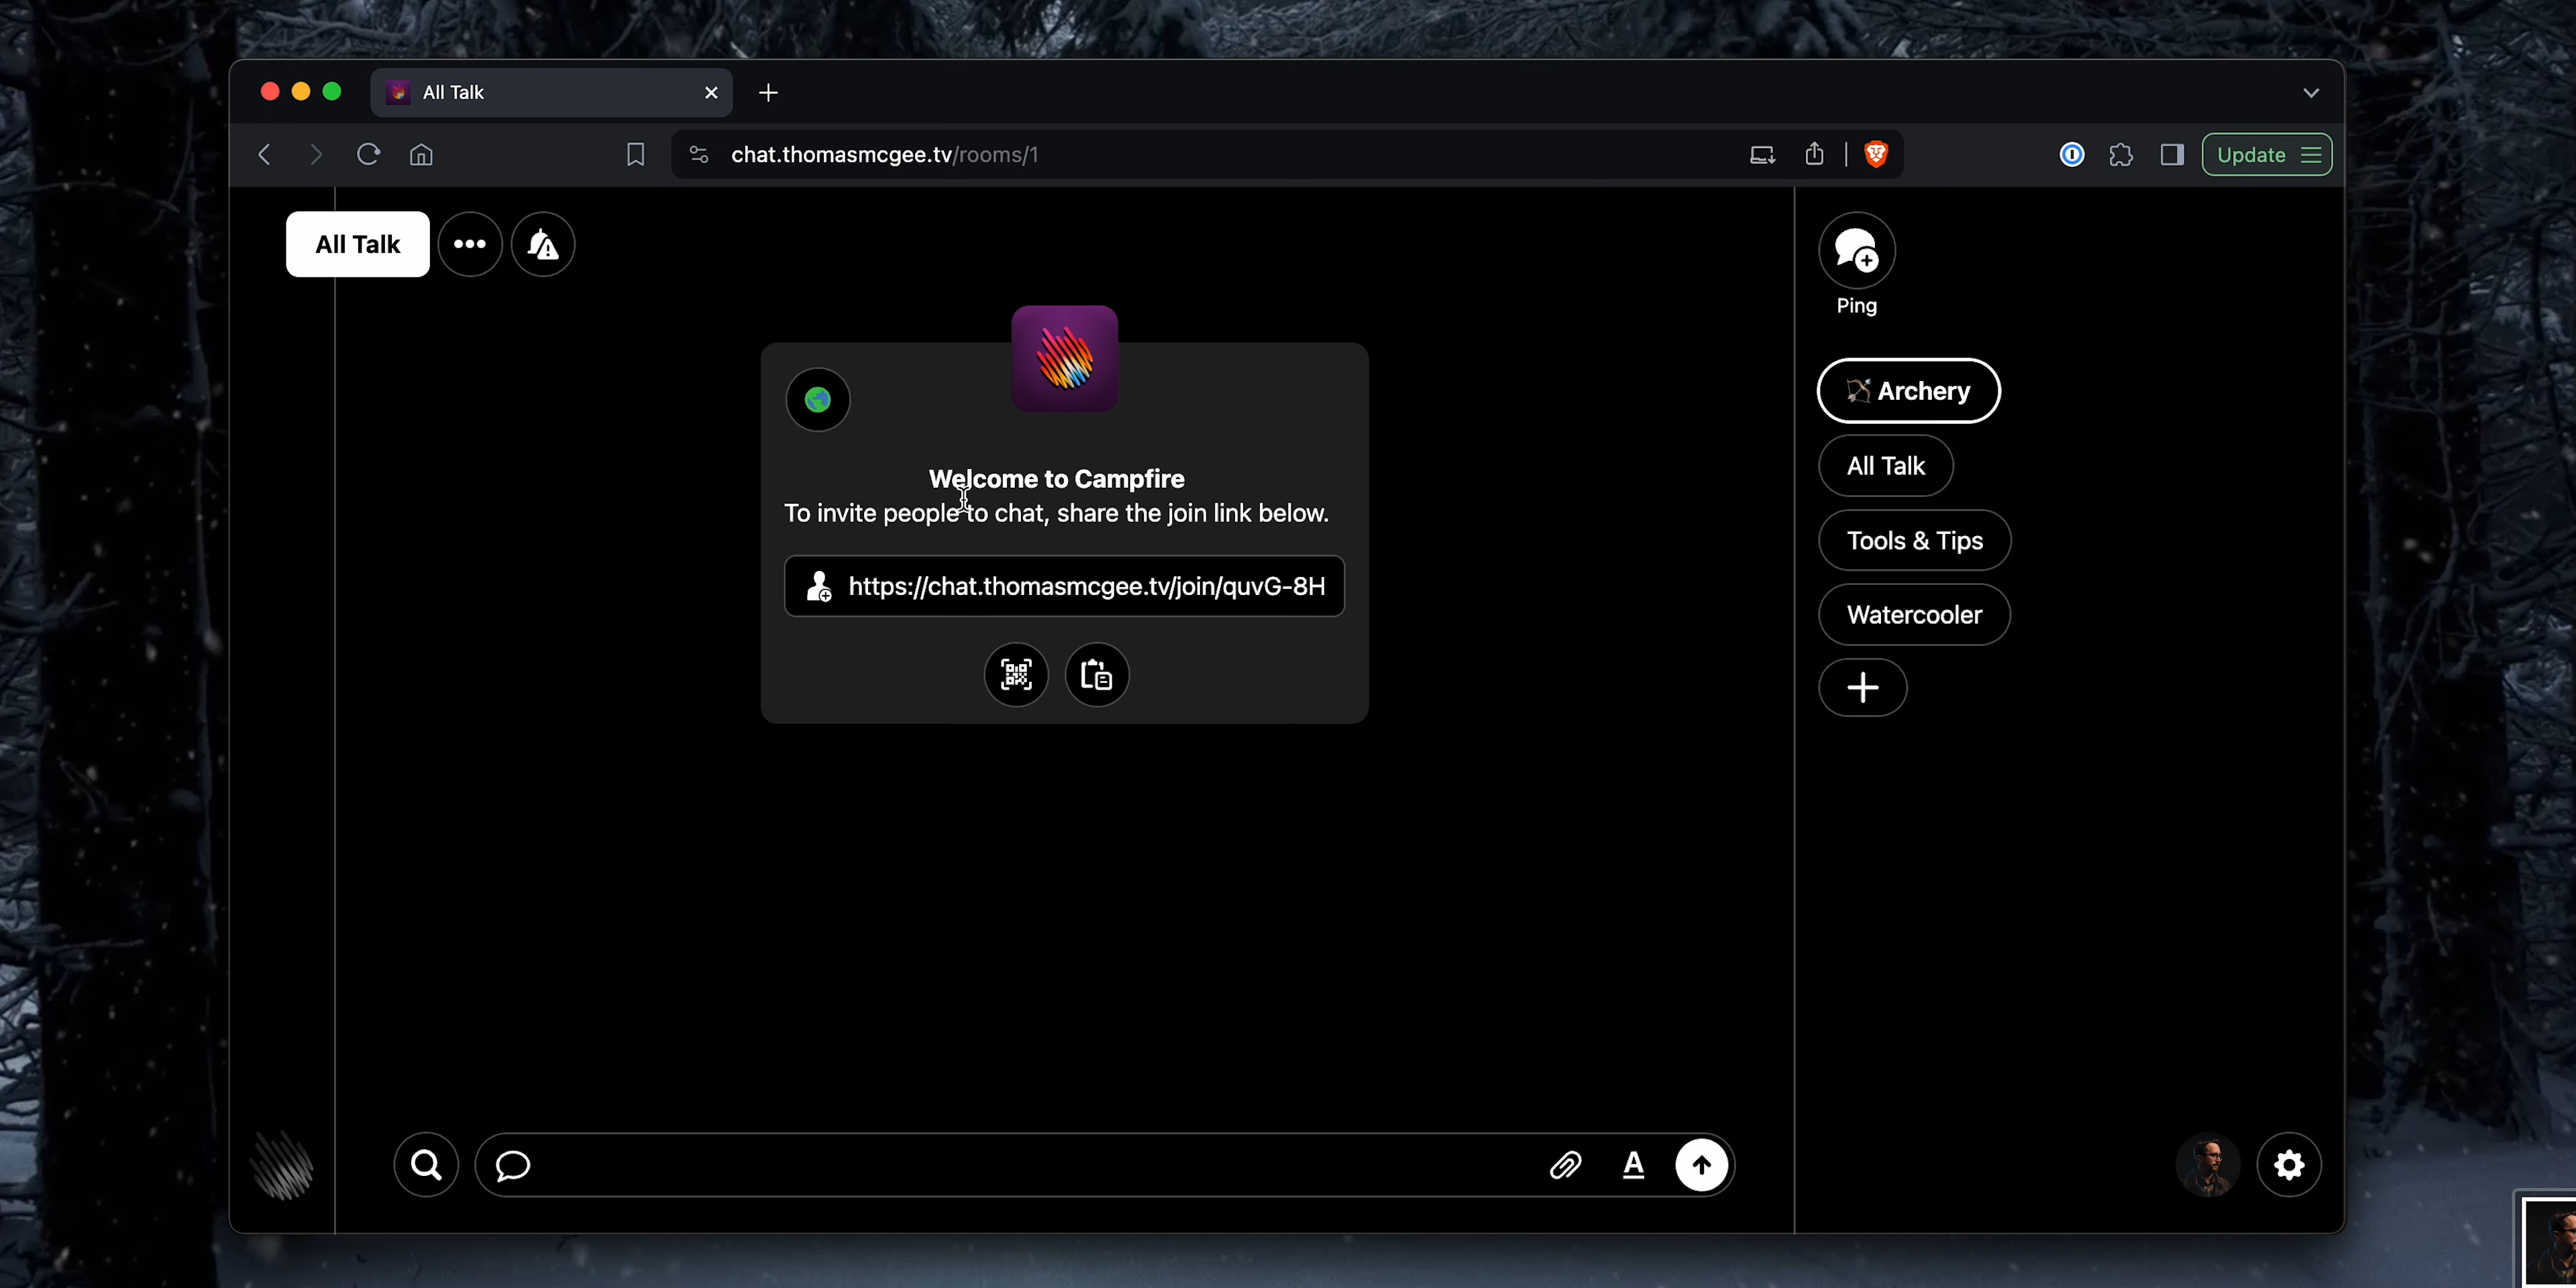 All Talk
chat.thomasmcgee.tv/rooms/1
Update
All Talk
Welcome to Campfire
To invite people to chat, share the join link below.
https://chat.thomasmcgee.tv/join/quvG-8H
Ping
🏹 Archery
All Talk
Tools & Tips
Watercooler
A